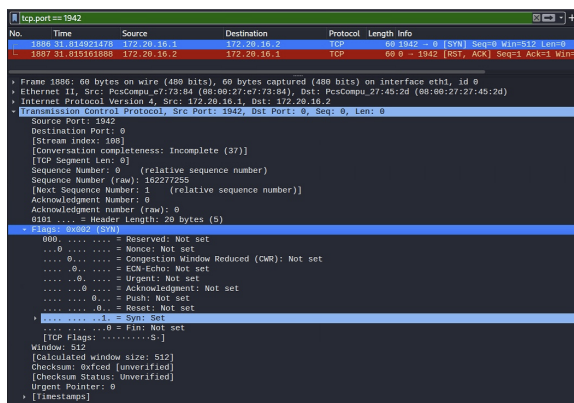 tcp.port == 1942
No. Time Source Destination Protocol Length Info
1886 31.814921478 172.20.16.1 172.20.16.2 TCP 60 1942 → 0 [SYN] Seq=0 Win=512 Len=0
1887 31.815161888 172.20.16.2 172.20.16.1 TCP 60 0 → 1942 [RST, ACK] Seq=1 Ack=1 Win=
Frame 1886: 60 bytes on wire (480 bits), 60 bytes captured (480 bits) on interface eth1, id 0
Ethernet II, Src: PcsCompu_e7:73:84 (08:00:27:e7:73:84), Dst: PcsCompu_27:45:2d (08:00:27:27:45:2d)
Internet Protocol Version 4, Src: 172.20.16.1, Dst: 172.20.16.2
Transmission Control Protocol, Src Port: 1942, Dst Port: 0, Seq: 0, Len: 0
Source Port: 1942
Destination Port: 0
[Stream index: 108]
[Conversation completeness: Incomplete (37)]
[TCP Segment Len: 0]
Sequence Number: 0 (relative sequence number)
Sequence Number (raw): 162277255
[Next Sequence Number: 1 (relative sequence number)]
Acknowledgment Number: 0
Acknowledgment number (raw): 0
0101 .... = Header Length: 20 bytes (5)
Flags: 0x002 (SYN)
000. .... .... = Reserved: Not set
...0 .... .... = Nonce: Not set
.... 0... .... = Congestion Window Reduced (CWR): Not set
.... .0.. .... = ECN-Echo: Not set
.... ..0. .... = Urgent: Not set
.... ...0 .... = Acknowledgment: Not set
.... .... 0... = Push: Not set
.... .... .0.. = Reset: Not set
.... .... ..1. = Syn: Set
.... .... ...0 = Fin: Not set
[TCP Flags: ··········S·]
Window: 512
[Calculated window size: 512]
Checksum: 0xfced [unverified]
[Checksum Status: Unverified]
Urgent Pointer: 0
[Timestamps]